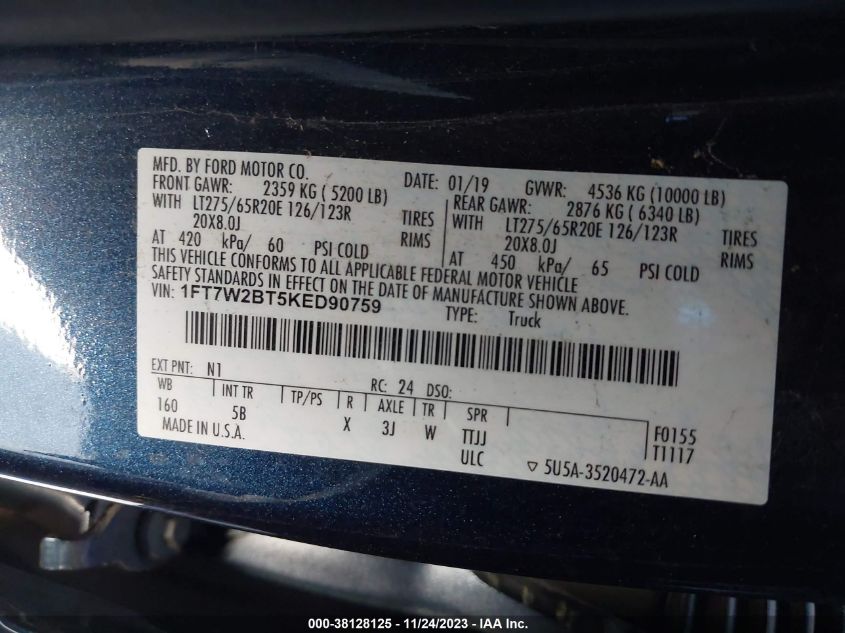 MFD. BY FORD MOTOR CO.
DATE: 01/19 GVWR: 4536 KG (10000 LB)
FRONT GAWR: 2359 KG ( 5200 LB)
REAR GAWR: 2876 KG ( 6340 LB)
WITH LT275/65R20E 126/123R TIRES
WITH LT275/65R20E 126/123R TIRES
20X8.0J RIMS
20X8.0J RIMS
AT 420 kPa/ 60 PSI COLD
AT 450 kPa/ 65 PSI COLD
THIS VEHICLE CONFORMS TO ALL APPLICABLE FEDERAL MOTOR VEHICLE
SAFETY STANDARDS IN EFFECT ON THE DATE OF MANUFACTURE SHOWN ABOVE.
VIN: 1FT7W2BT5KED90759 TYPE: Truck
EXT PNT: N1 RC: 24 DSO:
WB INT TR TP/PS R AXLE TR SPR
160 5B X 3J W TTJJ F0155
MADE IN U.S.A. ULC T1117
▽ 5U5A-3520472-AA
000-38128125 - 11/24/2023 - IAA Inc.